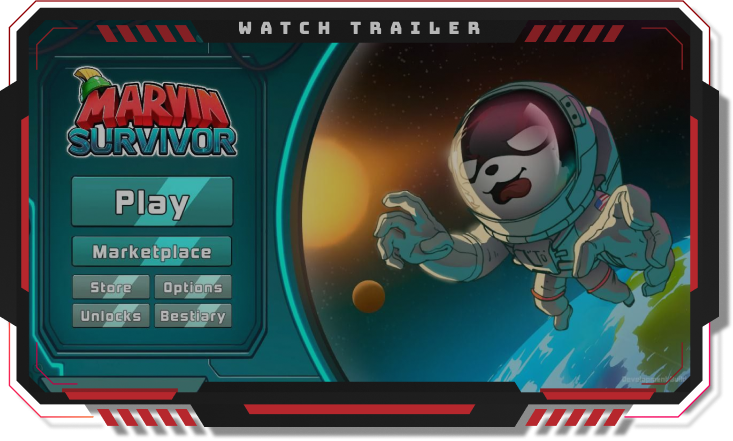 WATCH TRAILER
MARVIN
SURVIVOR
Play
Marketplace
Store
Options
Unlocks
Bestiary